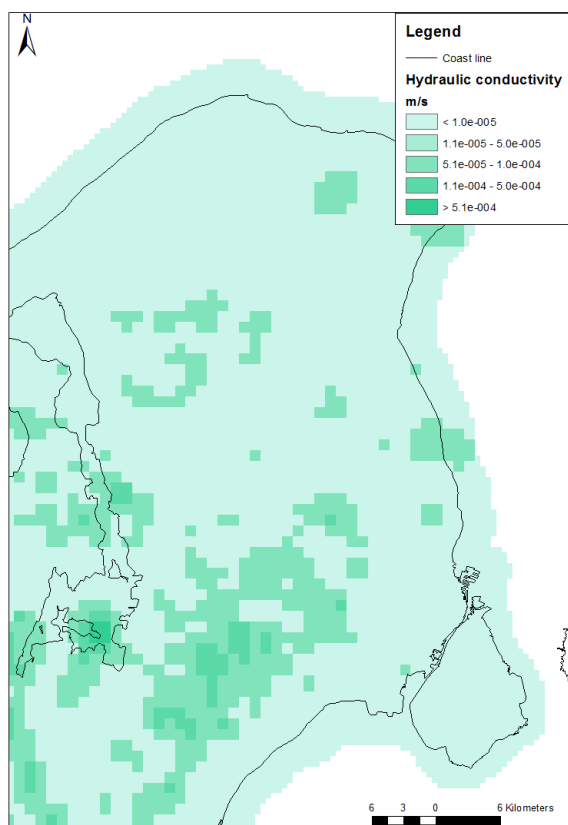 N
Legend
Coast line
Hydraulic conductivity
m/s
< 1.0e-005
1.1e-005 - 5.0e-005
5.1e-005 - 1.0e-004
1.1e-004 - 5.0e-004
> 5.1e-004
6 3 0 6 Kilometers